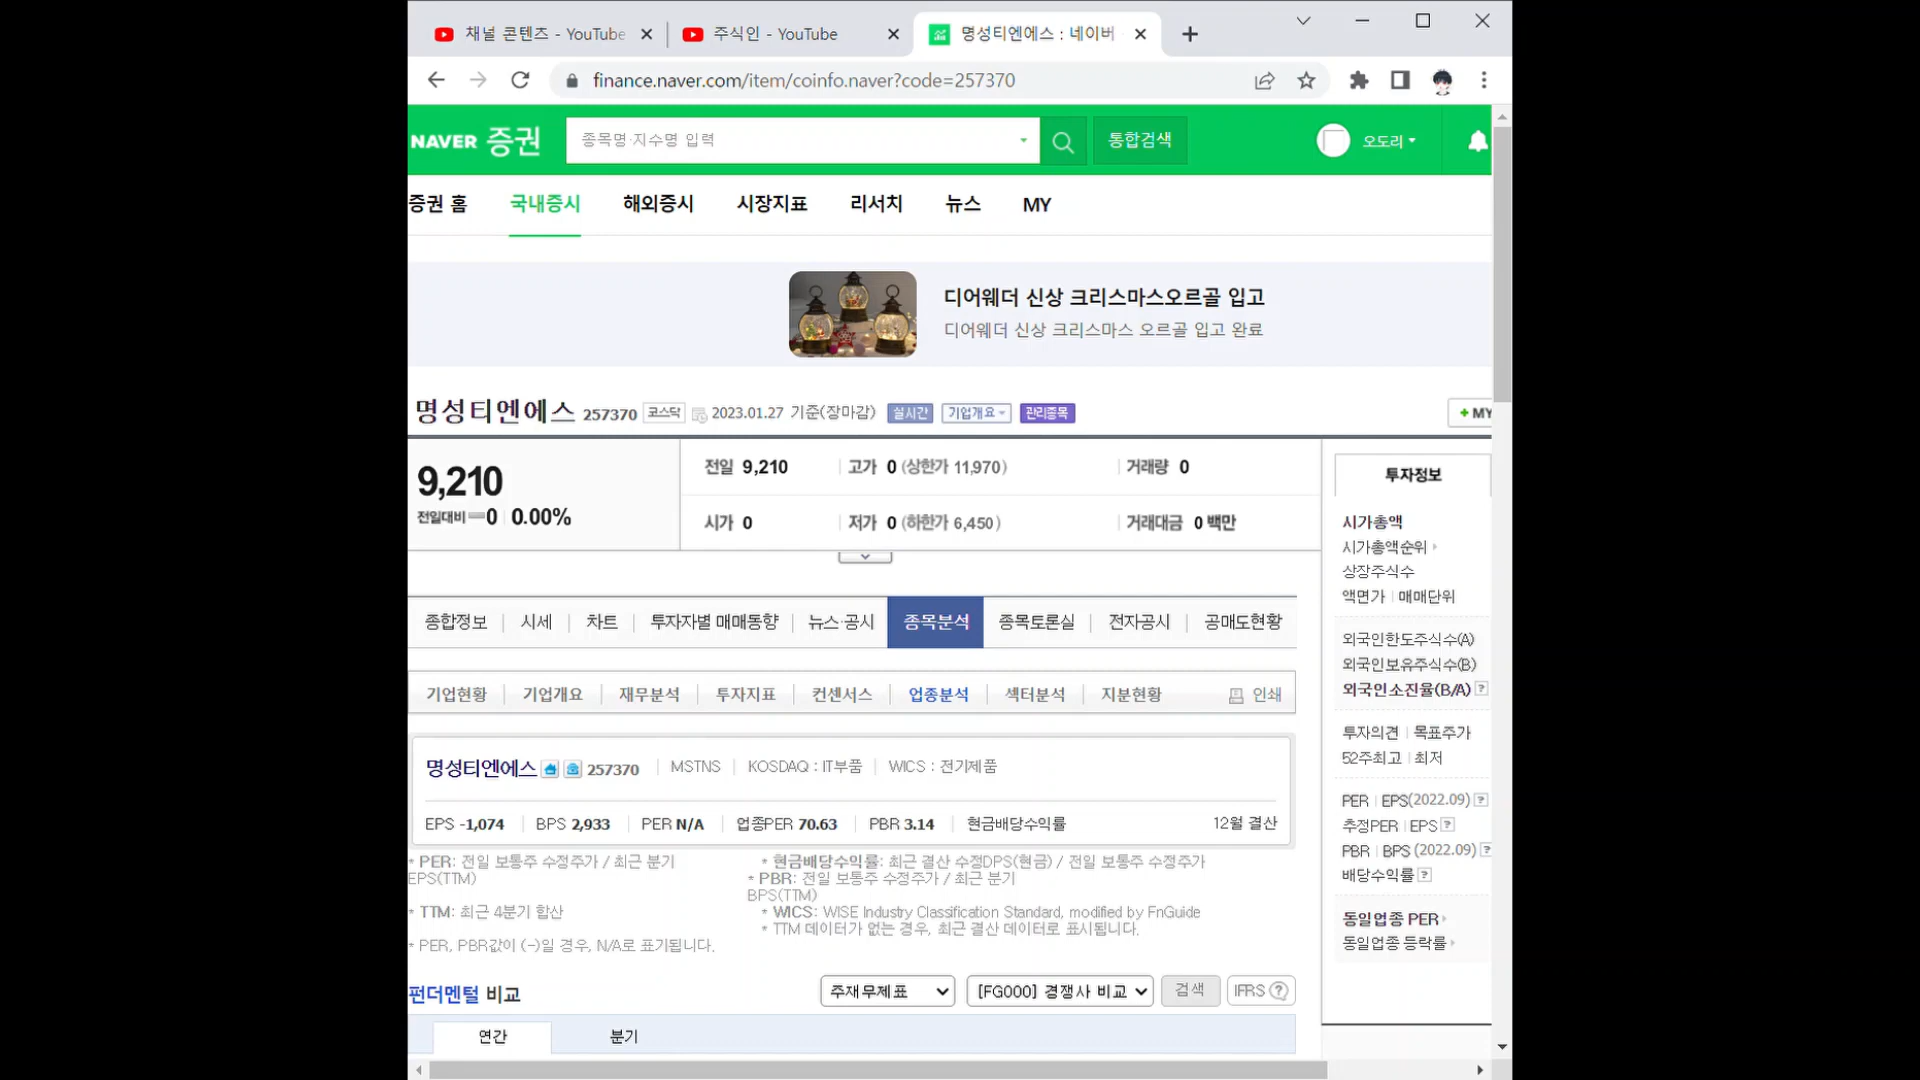 채널 콘텐츠 - YouTube
주식인 - YouTube
명성티엔에스 : 네이버
finance.naver.com/item/coinfo.naver?code=257370
NAVER 증권
종목명·지수명 입력
통합검색
오도리
증권 홈 국내증시 해외증시 시장지표 리서치 뉴스 MY
디어웨더 신상 크리스마스오르골 입고
디어웨더 신상 크리스마스 오르골 입고 완료
명성티엔에스 257370 코스닥 2023.01.27 기준(장마감) 실시간 기업개요 관리종목
+ MY
9,210
전일대비 0 0.00%
전일 9,210 고가 0 (상한가 11,970) 거래량 0
시가 0 저가 0 (하한가 6,450) 거래대금 0 백만
종합정보 시세 차트 투자자별 매매동향 뉴스·공시 종목분석 종목토론실 전자공시 공매도현황
기업현황 기업개요 재무분석 투자지표 컨센서스 업종분석 섹터분석 지분현황 인쇄
명성티엔에스 257370 MSTNS KOSDAQ : IT부품 WICS : 전기제품
EPS -1,074 BPS 2,933 PER N/A 업종PER 70.63 PBR 3.14 현금배당수익률 12월 결산
* PER: 전일 보통주 수정주가 / 최근 분기
EPS(TTM)
* TTM: 최근 4분기 합산
* PER, PBR값이 (-)일 경우, N/A로 표기됩니다.
* 현금배당수익률: 최근 결산 수정DPS(현금) / 전일 보통주 수정주가
* PBR: 전일 보통주 수정주가 / 최근 분기
BPS(TTM)
* WICS: WISE Industry Classification Standard, modified by FnGuide
* TTM 데이터가 없는 경우, 최근 결산 데이터로 표시됩니다.
펀더멘털 비교
주재무제표 [FG000] 경쟁사 비교 검색 IFRS ?
연간 분기
투자정보
시가총액
시가총액순위
상장주식수
액면가 매매단위
외국인한도주식수(A)
외국인보유주식수(B)
외국인소진율(B/A) ?
투자의견 목표주가
52주최고 최저
PER EPS(2022.09) ?
추정PER EPS ?
PBR BPS (2022.09) ?
배당수익률 ?
동일업종 PER
동일업종 등락률